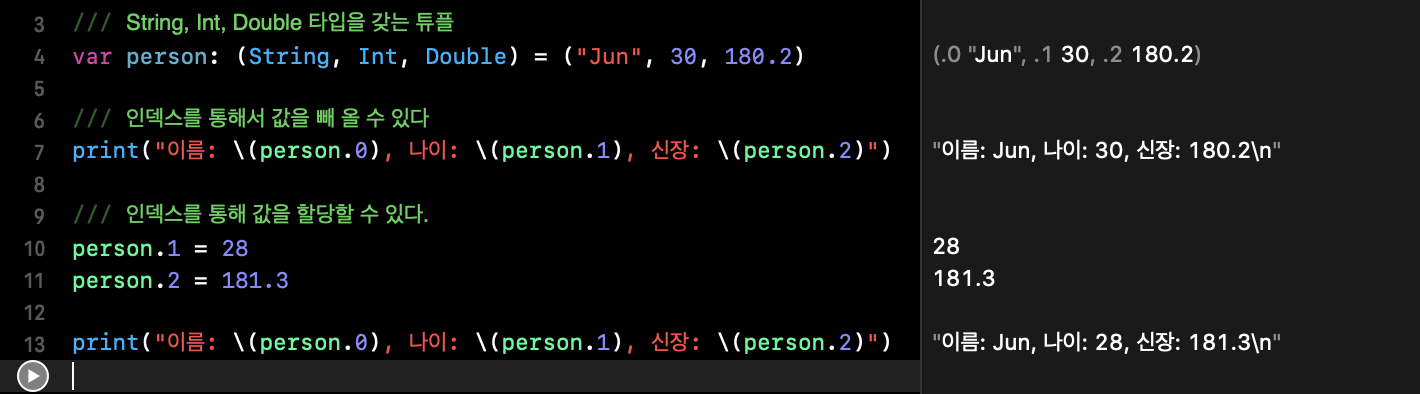 3 /// String, Int, Double 타입을 갖는 튜플
4 var person: (String, Int, Double) = ("Jun", 30, 180.2) (.0 "Jun", .1 30, .2 180.2)
5
6 /// 인덱스를 통해서 값을 빼 올 수 있다
7 print("이름: \(person.0), 나이: \(person.1), 신장: \(person.2)") "이름: Jun, 나이: 30, 신장: 180.2\n"
8
9 /// 인덱스를 통해 값을 할당할 수 있다.
10 person.1 = 28 28
11 person.2 = 181.3 181.3
12
13 print("이름: \(person.0), 나이: \(person.1), 신장: \(person.2)") "이름: Jun, 나이: 28, 신장: 181.3\n"